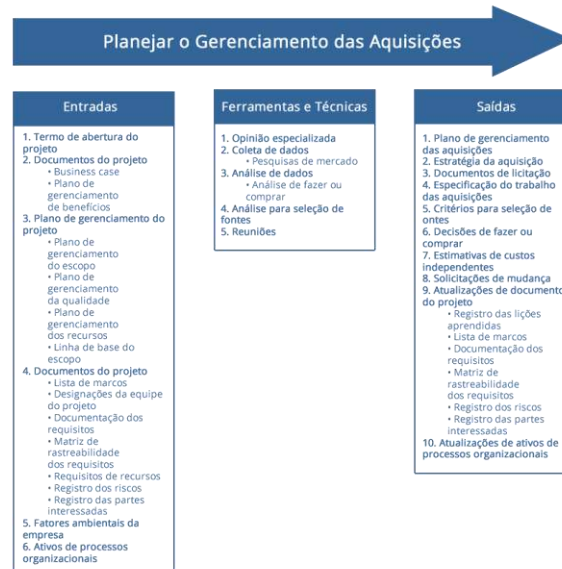 Planejar o Gerenciamento das Aquisições
Entradas
1. Termo de abertura do
projeto
2. Documentos do projeto
• Business case
• Plano de
gerenciamento
de benefícios
3. Plano de gerenciamento do
projeto
• Plano de
gerenciamento
do escopo
• Plano de
gerenciamento
da qualidade
• Plano de
gerenciamento
dos recursos
• Linha de base do
escopo
4. Documentos do projeto
• Lista de marcos
• Designações da equipe
do projeto
• Documentação dos
requisitos
• Matriz de
rastreabilidade
dos requisitos
• Requisitos de recursos
• Registro dos riscos
• Registro das partes
interessadas
5. Fatores ambientais da
empresa
6. Ativos de processos
organizacionais
Ferramentas e Técnicas
1. Opinião especializada
2. Coleta de dados
• Pesquisas de mercado
3. Análise de dados
• Análise de fazer ou
comprar
4. Análise para seleção de
fontes
5. Reuniões
Saídas
1. Plano de gerenciamento
das aquisições
2. Estratégia da aquisição
3. Documentos de licitação
4. Especificação do trabalho
das aquisições
5. Critérios para seleção de
ontes
6. Decisões de fazer ou
comprar
7. Estimativas de custos
independentes
8. Solicitações de mudança
9. Atualizações de documento
do projeto
• Registro das lições
aprendidas
• Lista de marcos
• Documentação dos
requisitos
• Matriz de
rastreabilidade
dos requisitos
• Registro dos riscos
• Registro das partes
interessadas
10. Atualizações de ativos de
processos organizacionais